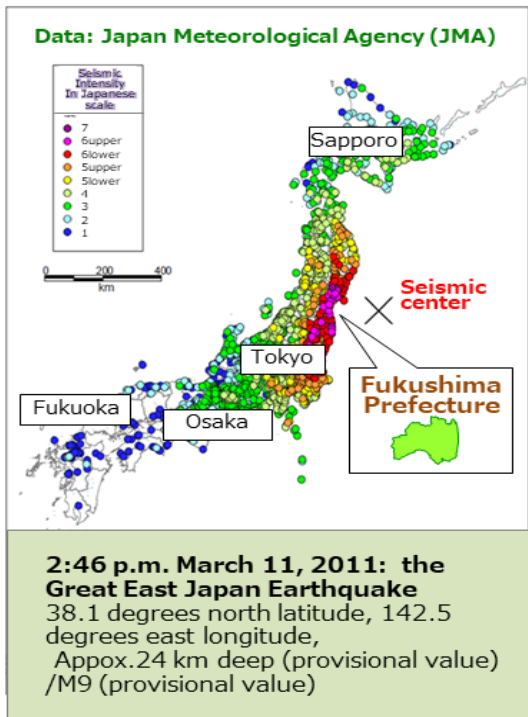 Data: Japan Meteorological Agency (JMA)
Seismic
Intensity
In Japanese
scale
7
6upper
6lower
5upper
5lower
4
3
2
1
0 200 400
km
Sapporo
Seismic
center
Tokyo
Fukushima
Prefecture
Fukuoka
Osaka
2:46 p.m. March 11, 2011: the
Great East Japan Earthquake
38.1 degrees north latitude, 142.5
degrees east longitude,
Appox.24 km deep (provisional value)
/M9 (provisional value)